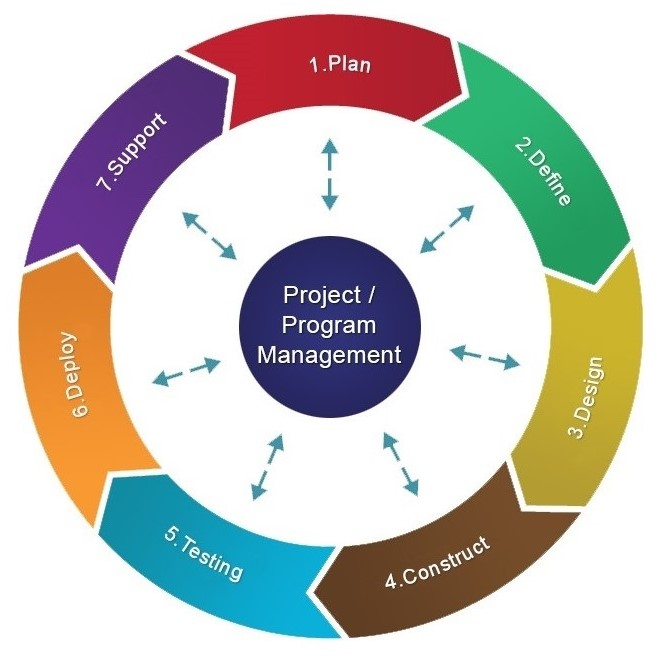 1.Plan
2.Define
3.Design
4.Construct
5.Testing
6.Deploy
7.Support
Project /
Program
Management